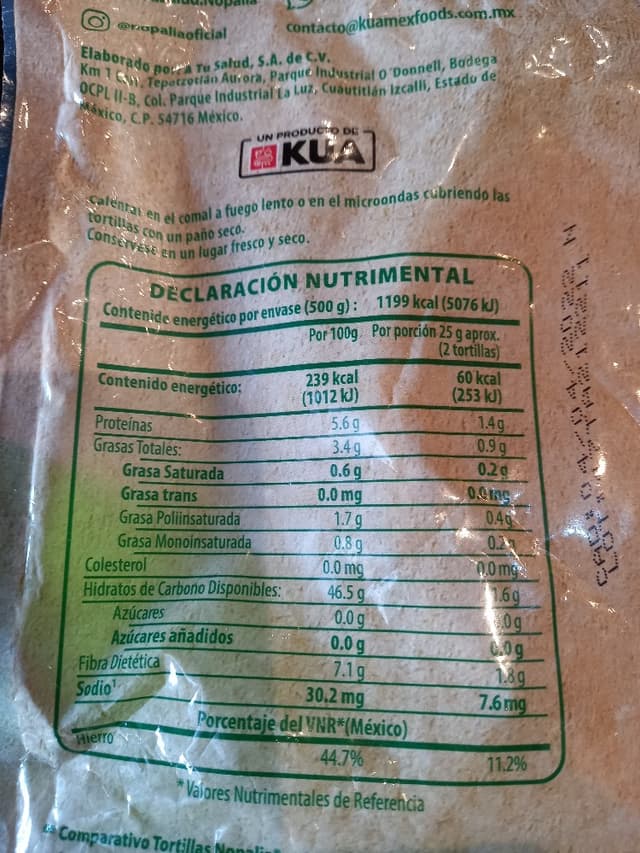 @nopaliaoficial
contacto@kuamexfoods.com.mx
Elaborado por: A Tu Salud, S.A. de C.V.
Km 1 Tepotzotlán Aurora, Parque Industrial O'Donnell, Bodega
OCPL II-B, Col. Parque Industrial La Luz, Cuautitlán Izcalli, Estado de
México, C.P. 54716 México.
UN PRODUCTO DE
KUA
Calentar en el comal a fuego lento o en el microondas cubriendo las
tortillas con un paño seco.
Consérvese en un lugar fresco y seco.
DECLARACIÓN NUTRIMENTAL
Contenido energético por envase (500 g): 1199 kcal (5076 kJ)
Por 100g Por porción 25 g aprox.
(2 tortillas)
Contenido energético: 239 kcal 60 kcal
(1012 kJ) (253 kJ)
Proteínas 5.6 g 1.4 g
Grasas Totales: 3.4 g 0.9 g
Grasa Saturada 0.6 g 0.2 g
Grasa trans 0.0 mg 0.0 mg
Grasa Poliinsaturada 1.7 g 0.4g
Grasa Monoinsaturada 0.8 g
Colesterol 0.0 mg 0.0 mg
Hidratos de Carbono Disponibles: 46.5 g
Azúcares 0.0 g
Azúcares añadidos 0.0 g 0.0 g
Fibra Dietética 7.1 g 1.8 g
Sodio¹ 30.2 mg 7.6 mg
Porcentaje del VNR*(México)
Hierro 44.7% 11.2%
*Valores Nutrimentales de Referencia
Comparativo Tortillas